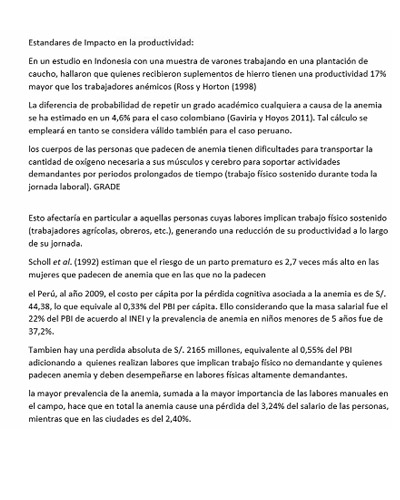 Estandares de Impacto en la productividad:
En un estudio en Indonesia con una muestra de varones trabajando en una plantación de
caucho, hallaron que quienes recibieron suplementos de hierro tienen una productividad 17%
mayor que los trabajadores anémicos (Ross y Horton (1998)
La diferencia de probabilidad de repetir un grado académico cualquiera a causa de la anemia
se ha estimado en un 4,6% para el caso colombiano (Gaviria y Hoyos 2011). Tal cálculo se
empleará en tanto se considera válido también para el caso peruano.
los cuerpos de las personas que padecen de anemia tienen dificultades para transportar la
cantidad de oxígeno necesaria a sus músculos y cerebro para soportar actividades
demandantes por periodos prolongados de tiempo (trabajo físico sostenido durante toda la
jornada laboral). GRADE
Esto afectaría en particular a aquellas personas cuyas labores implican trabajo físico sostenido
(trabajadores agrícolas, obreros, etc.), generando una reducción de su productividad a lo largo
de su jornada.
Scholl et al. (1992) estiman que el riesgo de un parto prematuro es 2,7 veces más alto en las
mujeres que padecen de anemia que en las que no la padecen
el Perú, al año 2009, el costo per cápita por la pérdida cognitiva asociada a la anemia es de S/.
44,38, lo que equivale al 0,33% del PBI per cápita. Ello considerando que la masa salarial fue el
22% del PBI de acuerdo al INEI y la prevalencia de anemia en niños menores de 5 años fue de
37,2%.
Tambien hay una perdida absoluta de S/. 2165 millones, equivalente al 0,55% del PBI
adicionando a  quienes realizan labores que implican trabajo físico no demandante y quienes
padecen anemia y deben desempeñarse en labores físicas altamente demandantes.
la mayor prevalencia de la anemia, sumada a la mayor importancia de las labores manuales en
el campo, hace que en total la anemia cause una pérdida del 3,24% del salario de las personas,
mientras que en las ciudades es del 2,40%.